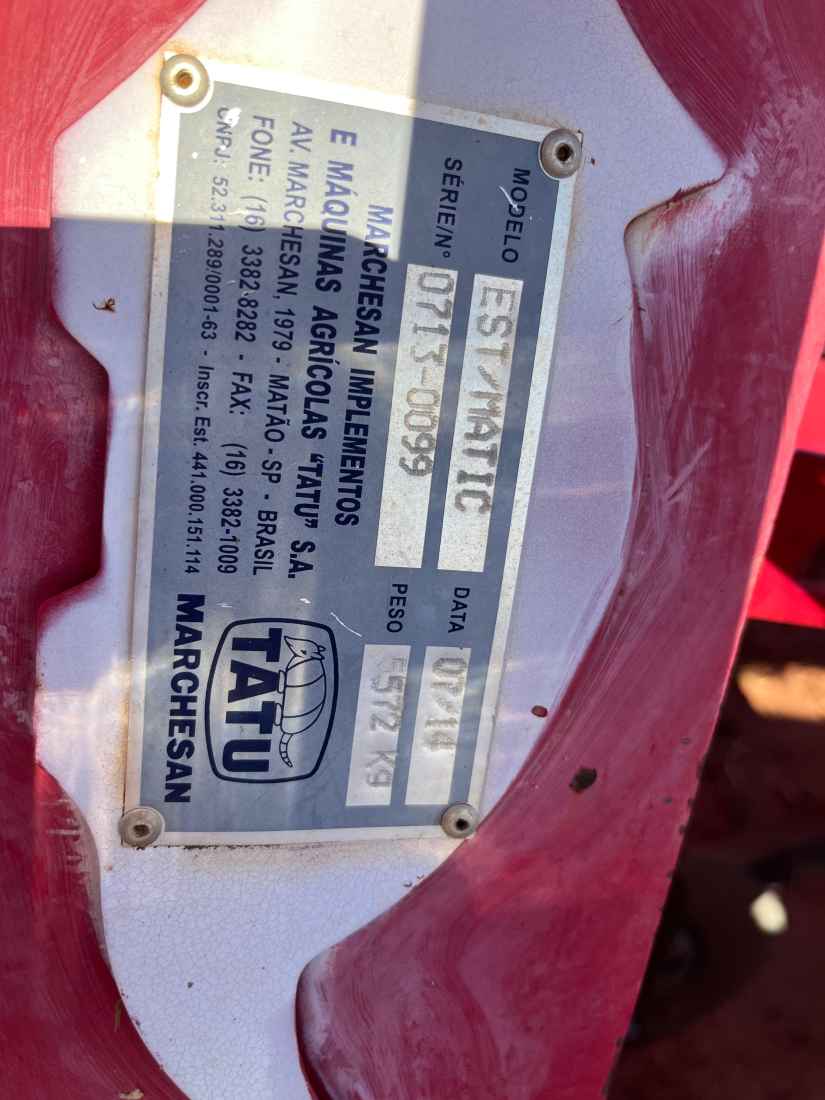 MODELO EST/MATIC DATA 07/14
SÉRIE/Nº 0713-0099 PESO 572 Kg
MARCHESAN IMPLEMENTOS
E MÁQUINAS AGRÍCOLAS "TATU" S.A.
AV. MARCHESAN, 1979 - MATÃO - SP - BRASIL
FONE: (16) 3382-8282 - FAX: (16) 3382-1009
CNPJ: 52.311.289/0001-63 - Inscr. Est. 441.000.151.114
TATU
MARCHESAN